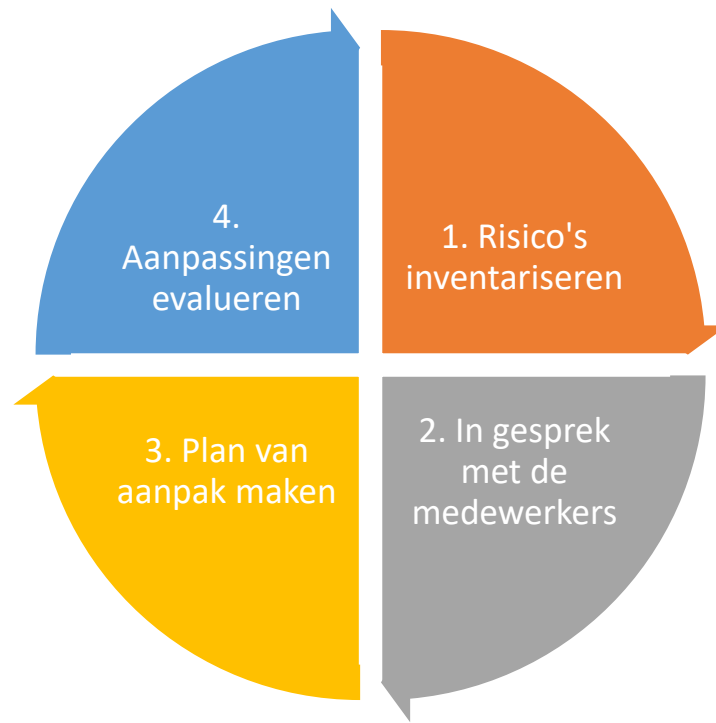 1. Risico's
inventariseren
2. In gesprek
met de
medewerkers
3. Plan van
aanpak maken
4.
Aanpassingen
evalueren